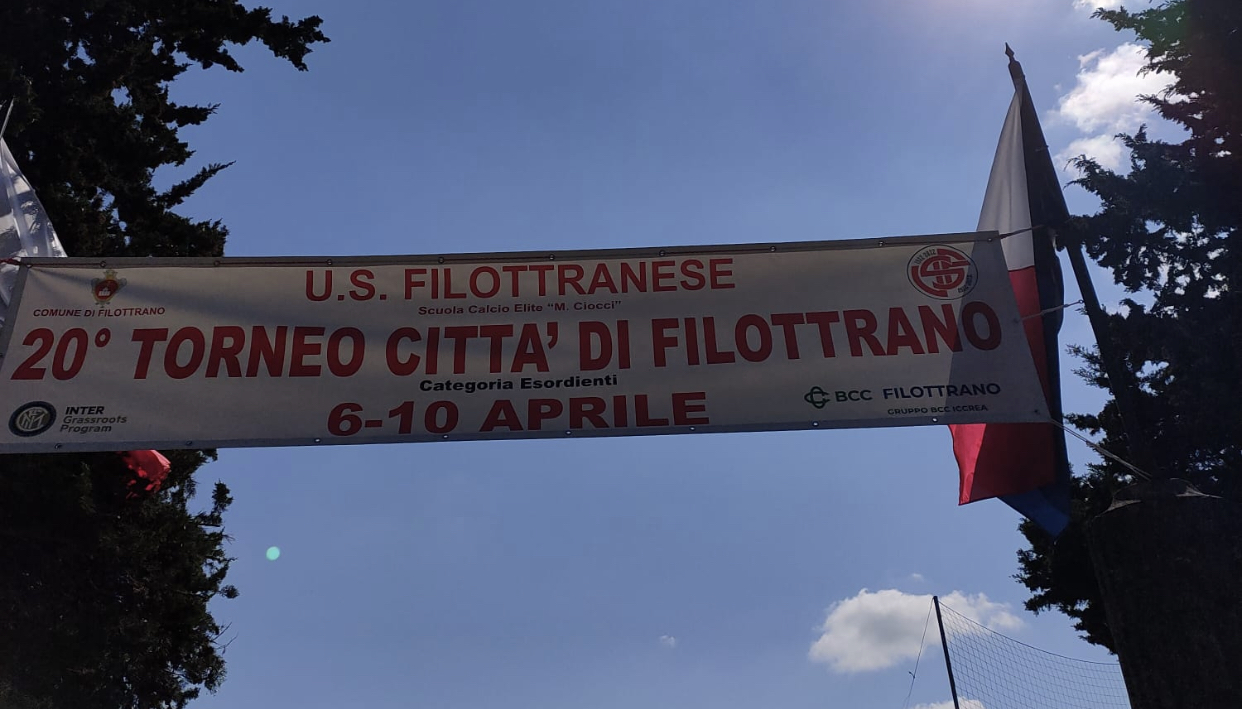 U.S. FILOTTRANESE
Scuola Calcio Elite "M. Ciocci"
COMUNE DI FILOTTRANO
20° TORNEO CITTA' DI FILOTTRANO
Categoria Esordienti
6-10 APRILE
INTER
Grassroots
Program
BCC FILOTTRANO
GRUPPO BCC ICCREA